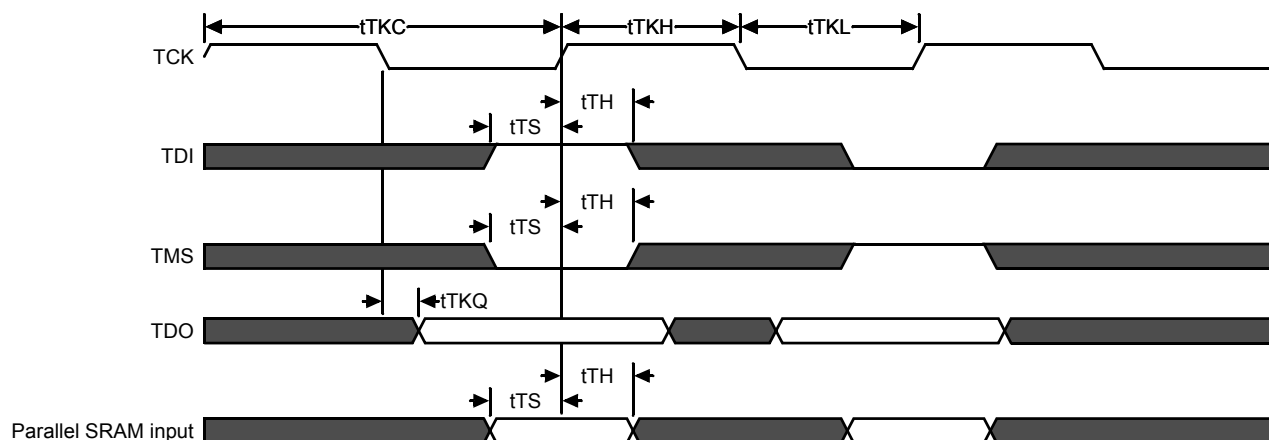 tTKC
tTKH
tTKL
TCK
tTH
tTS
TDI
tTH
tTS
TMS
tTKQ
TDO
tTH
tTS
Parallel SRAM input